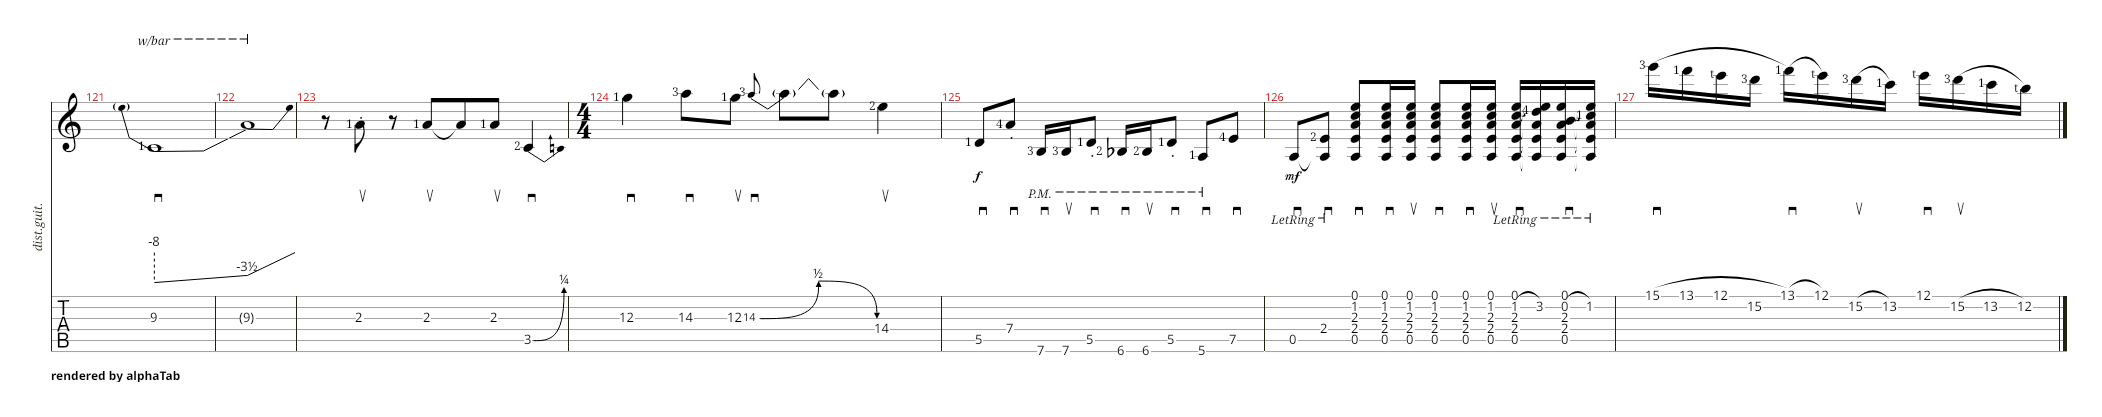 w/bar
121 122 123 124 125 126 127
1 1 1 1 2 1 3 1 3 2 1 4 3 3 1 2 2 1 1 4 2 4 1 3 1 t 3 1 t 3 1 t 3 1 t
4
4
f mf
P.M.
LetRing LetRing
dist.guit.
-8
-3½
¼ ½
T
A
B
0 0 0 0 0 0 0 15 13 12 13 12 12
1 1 1 1 1 1 1 3 0 1 15 15 13 15 13 12
9 (9) 2 2 2 12 14 12 14 2 2 2 2 2 2 2 2
14 7 2 2 2 2 2 2 2 2 2
3 5 5 5 7 0 0 0 0 0 0 0 0 0
7 7 6 6 5
rendered by alphaTab